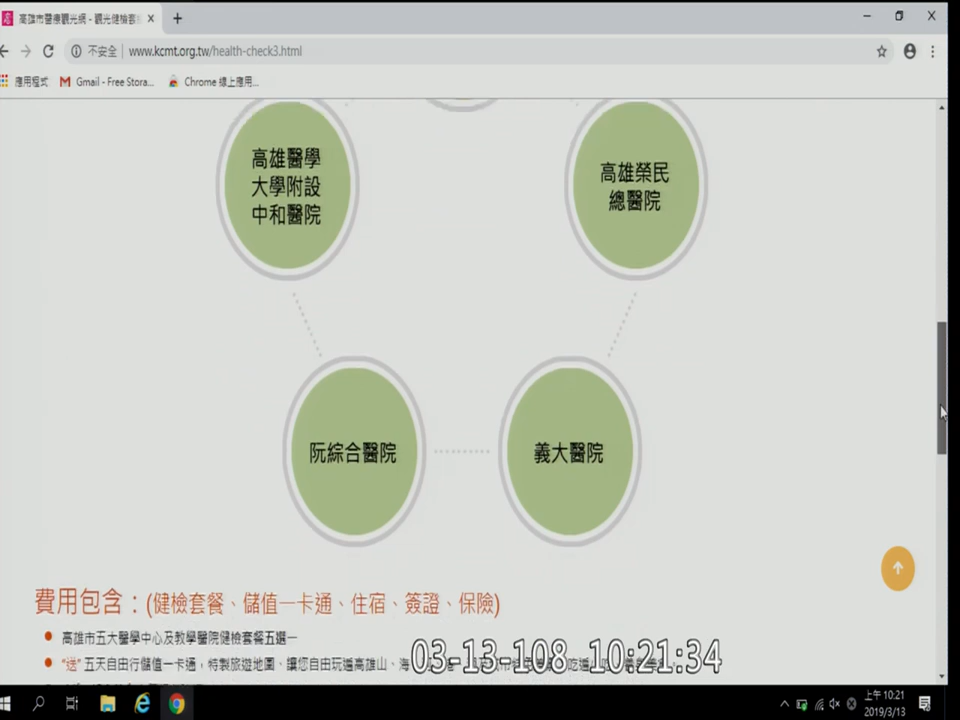 高雄市醫療觀光網 - 觀光健檢套
不安全 | www.kcmt.org.tw/health-check3.html
應用程式 Gmail - Free Stora... Chrome 線上應用...
高雄醫學
大學附設
中和醫院
高雄榮民
總醫院
阮綜合醫院
義大醫院
費用包含：(健檢套餐、儲值一卡通、住宿、簽證、保險)
高雄市五大醫學中心及教學醫院健檢套餐五選一
“送” 五天自由行儲值一卡通，特製旅遊地圖、讓您自由玩遍高雄山、海
03-13-108 10:21:34
上午 10:21
2019/3/13